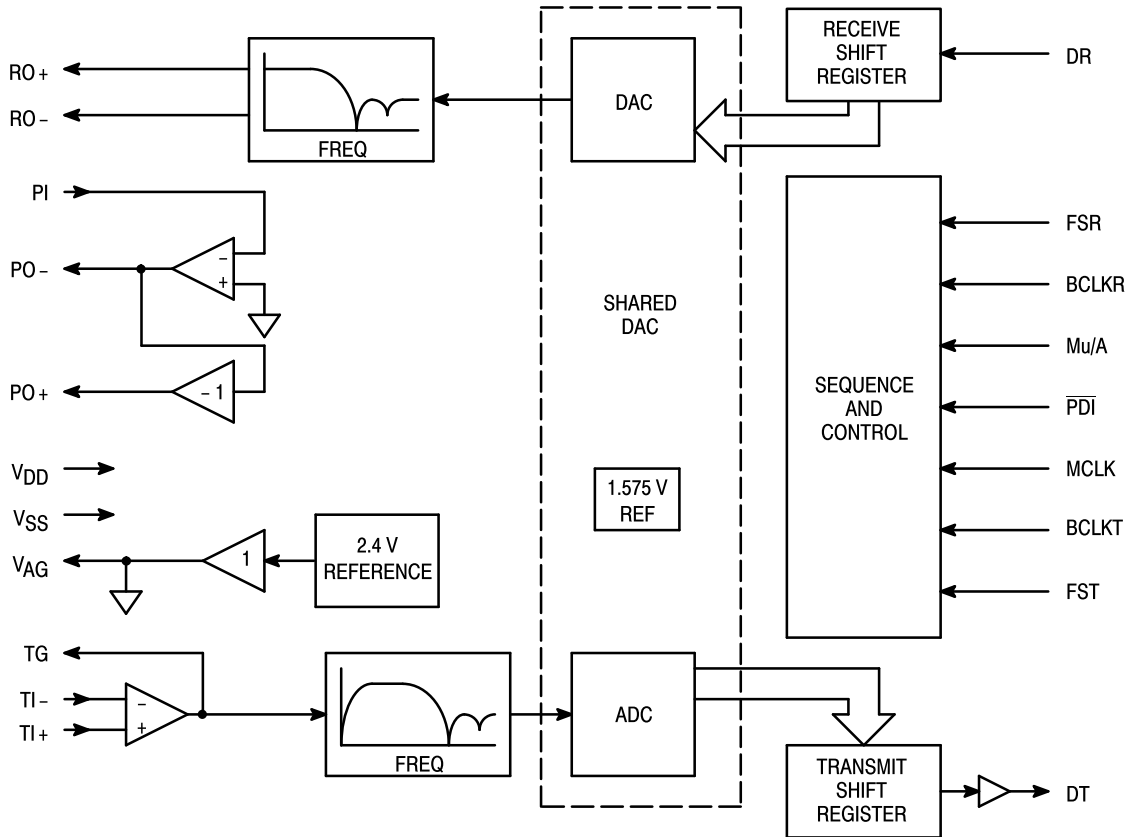 RO+
RO−
FREQ
DAC
RECEIVE
SHIFT
REGISTER
DR
PI
PO−
−
+
PO+
−1
SHARED
DAC
SEQUENCE
AND
CONTROL
FSR
BCLKR
Mu/A
P̅D̅I̅
MCLK
BCLKT
FST
VDD
VSS
VAG
1
2.4 V
REFERENCE
1.575 V
REF
TG
TI−
TI+
−
+
FREQ
ADC
TRANSMIT
SHIFT
REGISTER
DT